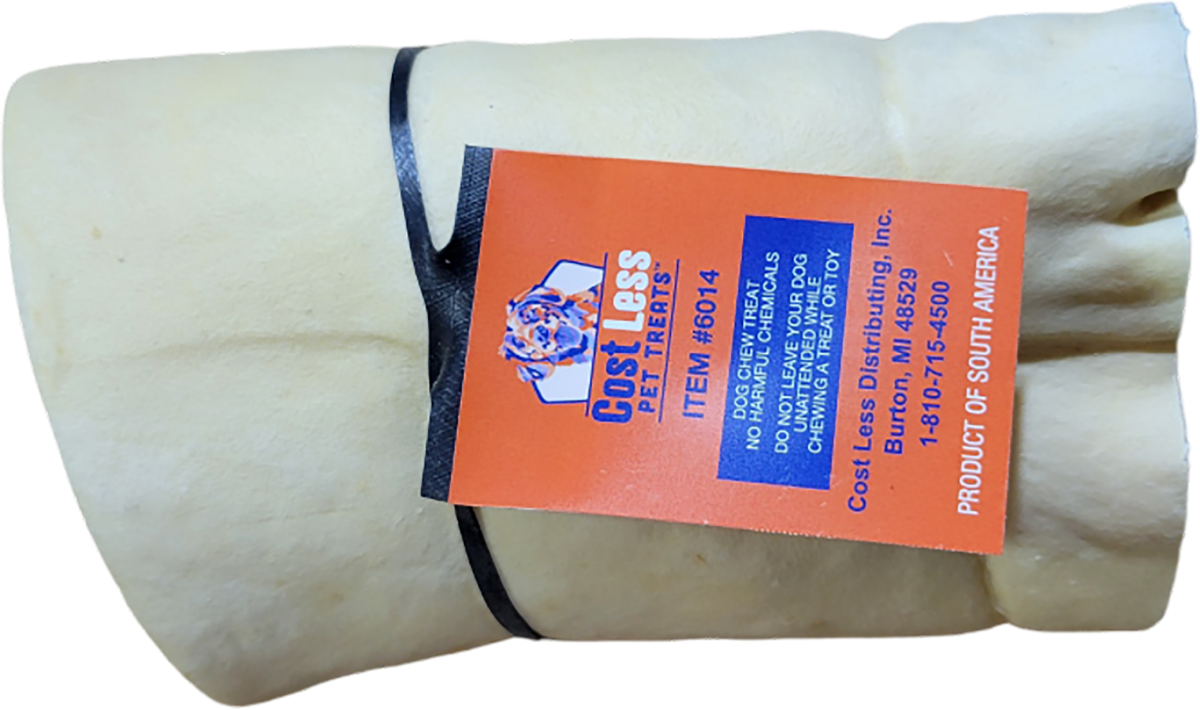 Cost Less
PET TREATS™
ITEM #6014
DOG CHEW TREAT
NO HARMFUL CHEMICALS
DO NOT LEAVE YOUR DOG
UNATTENDED WHILE
CHEWING A TREAT OR TOY
Cost Less Distributing, Inc.
Burton, MI 48529
1-810-715-4500
PRODUCT OF SOUTH AMERICA